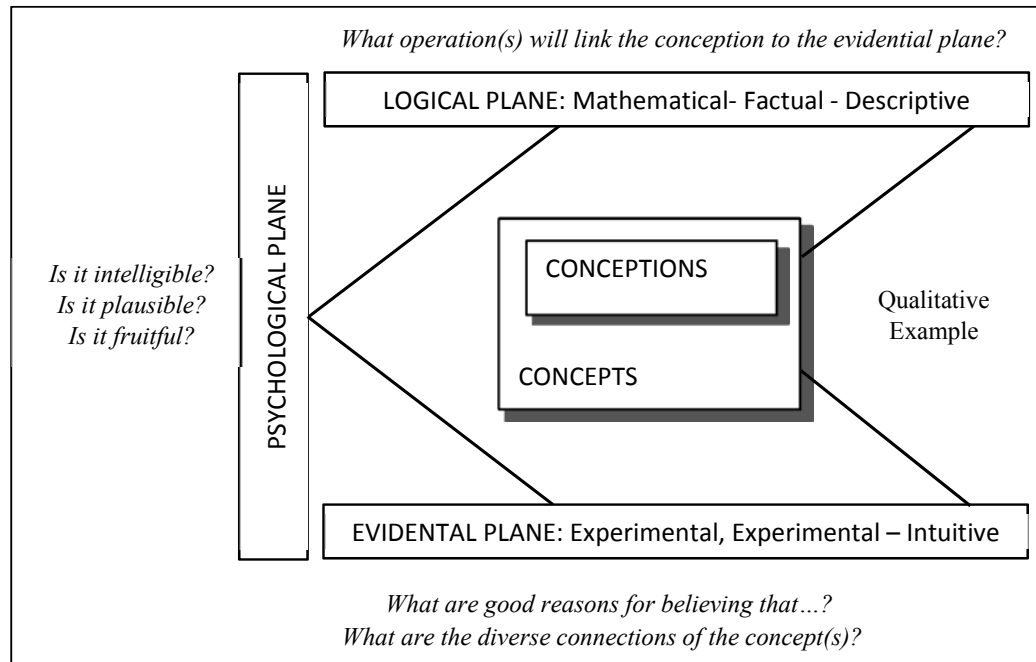 What operation(s) will link the conception to the evidential plane?
LOGICAL PLANE: Mathematical- Factual - Descriptive
PSYCHOLOGICAL PLANE
Is it intelligible?
Is it plausible?
Is it fruitful?
CONCEPTIONS
CONCEPTS
Qualitative
Example
EVIDENTAL PLANE: Experimental, Experimental – Intuitive
What are good reasons for believing that…?
What are the diverse connections of the concept(s)?